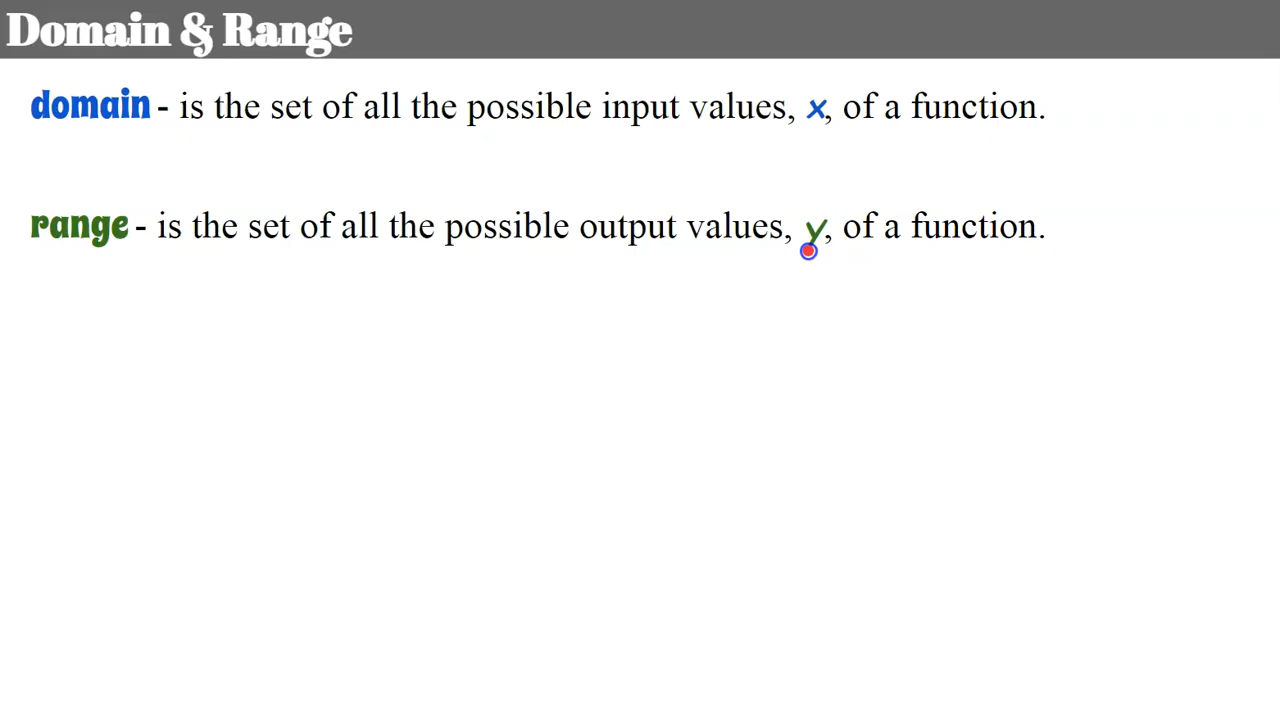 Domain & Range
domain - is the set of all the possible input values, x, of a function.
range - is the set of all the possible output values, y, of a function.